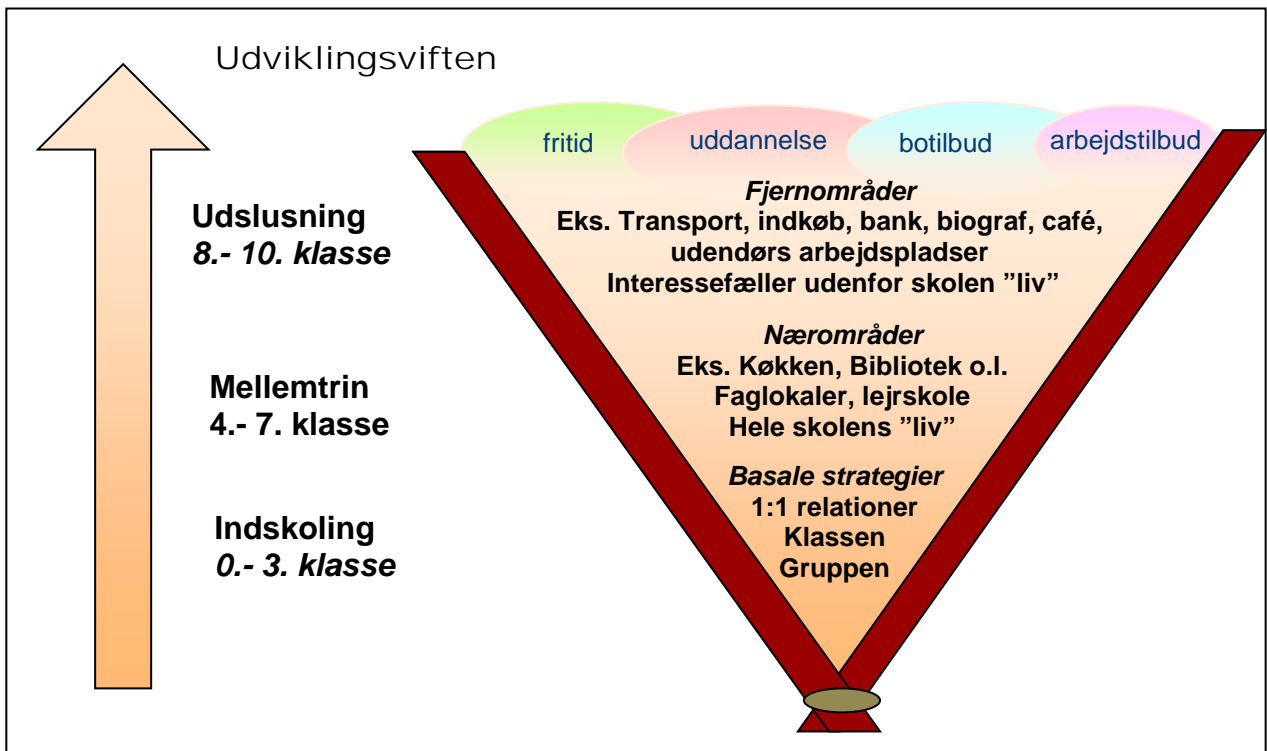 Udviklingsviften
fritid
uddannelse
botilbud
arbejdstilbud
Udslusning
8.- 10. klasse
Fjernområder
Eks. Transport, indkøb, bank, biograf, café,
udendørs arbejdspladser
Interessefæller udenfor skolen ”liv”
Mellemtrin
4.- 7. klasse
Nærområder
Eks. Køkken, Bibliotek o.l.
Faglokaler, lejrskole
Hele skolens ”liv”
Indskoling
0.- 3. klasse
Basale strategier
1:1 relationer
Klassen
Gruppen